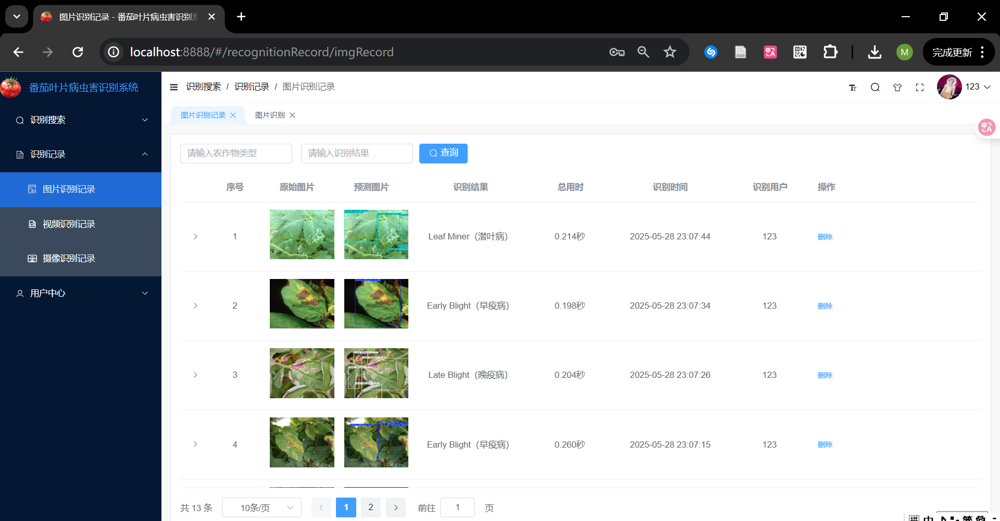 图片识别记录 - 番茄叶片病虫害识别系
localhost:8888/#/recognitionRecord/imgRecord
M
完成更新
番茄叶片病虫害识别系统
识别搜索
识别记录
图片识别记录
视频识别记录
摄像识别记录
用户中心
识别搜索 / 识别记录 / 图片识别记录
123
图片识别记录
图片识别
请输入农作物类型
请输入识别结果
查询
序号 原始图片 预测图片 识别结果 总用时 识别时间 识别用户 操作
1 Leaf Miner（潜叶病） 0.214秒 2025-05-28 23:07:44 123 删除
2 Early Blight（早疫病） 0.198秒 2025-05-28 23:07:34 123 删除
3 Late Blight（晚疫病） 0.204秒 2025-05-28 23:07:26 123 删除
4 Early Blight（早疫病） 0.260秒 2025-05-28 23:07:15 123 删除
共 13 条 10条/页 1 2 前往 1 页